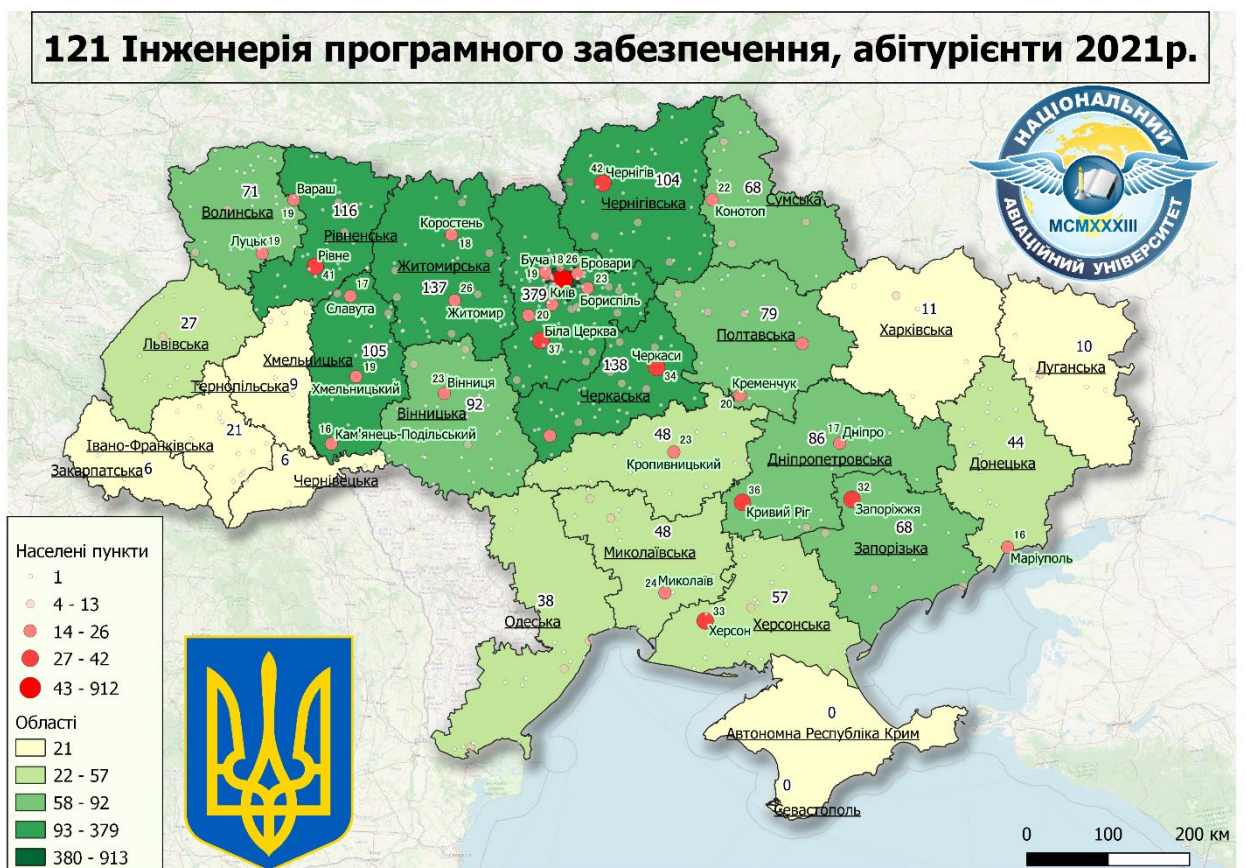 121 Інженерія програмного забезпечення, абітурієнти 2021р.
НАЦІОНАЛЬНИЙ
АВІАЦІЙНИЙ УНІВЕРСИТЕТ
MCMXXXIII
71
Волинська
Вараш
19
Луцьк 19
116
Рівненська
Рівне
41
Коростень
18
Житомирська
137
26
Житомир
42 Чернігів
104
Чернігівська
22
68
Конотоп
Сумська
Буча 18 26 Бровари
19
23
379
Київ
Бориспіль
20
Біла Церква
37
17
Славута
27
Львівська
Хмельницька
105
19
Хмельницький
Тернопільська 9
16
Кам'янець-Подільський
23 Вінниця
Вінницька
92
138
Черкаси
34
Черкаська
79
Полтавська
Кременчук
20
11
Харківська
10
Луганська
Івано-Франківська
21
Закарпатська 6
6
Чернівецька
48
23
Кропивницький
86
17 Дніпро
Дніпропетровська
44
Донецька
36
Кривий Ріг
32
Запоріжжя
68
Запорізька
16
Маріуполь
48
Миколаївська
24 Миколаїв
38
Одеська
57
33
Херсон
Херсонська
0
Автономна Республіка Крим
0
Севастополь
Населені пункти
1
4 - 13
14 - 26
27 - 42
43 - 912
Області
21
22 - 57
58 - 92
93 - 379
380 - 913
0 100 200 км